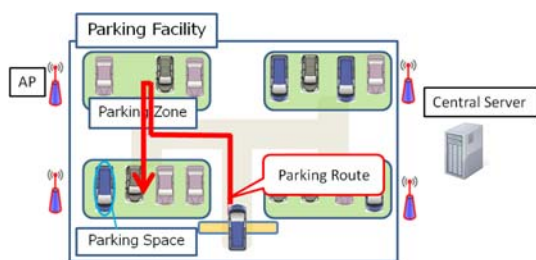 Parking Facility
AP
Parking Zone
Central Server
Parking Route
Parking Space